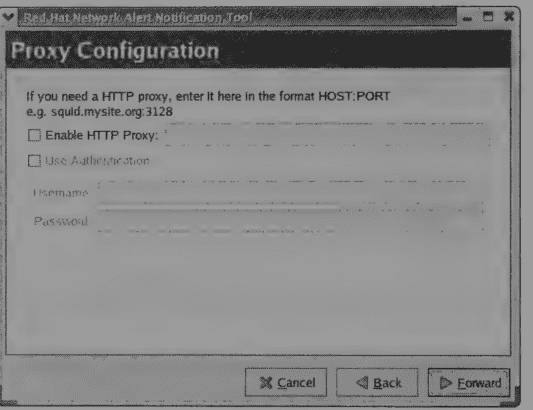 Red Hat Network Alert Notification Tool
Proxy Configuration
If you need a HTTP proxy, enter it here in the format HOST:PORT
e.g. squid.mysite.org:3128
Enable HTTP Proxy:
Use Authentication
Username
Password
Cancel
Back
Forward